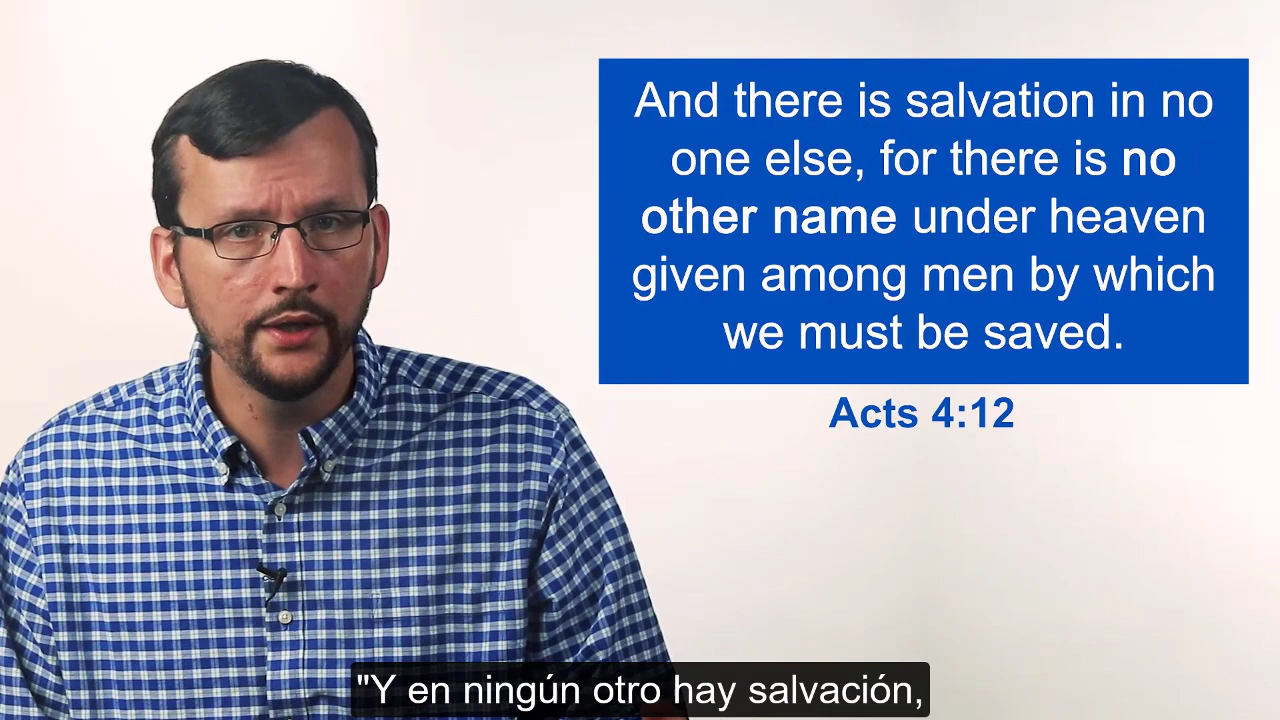 And there is salvation in no
one else, for there is no
other name under heaven
given among men by which
we must be saved.
Acts 4:12
"Y en ningún otro hay salvación,